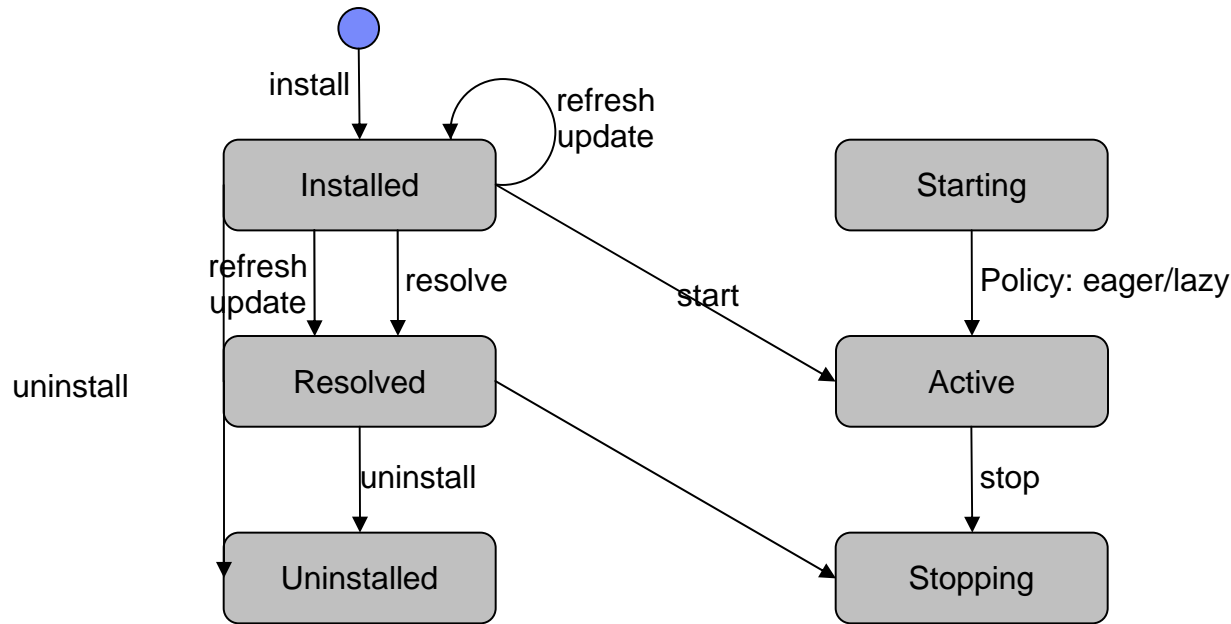 install
refresh
update
Installed
Starting
refresh
update
resolve
start
Policy: eager/lazy
uninstall
Resolved
Active
uninstall
stop
Uninstalled
Stopping